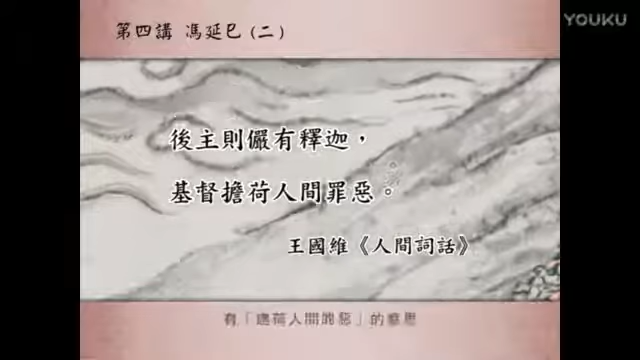 第四講 馮延巳(二)
YOUKU
後主則儼有釋迦，
基督擔荷人間罪惡。
王國維《人間詞話》
有「擔荷人間罪惡」的意思